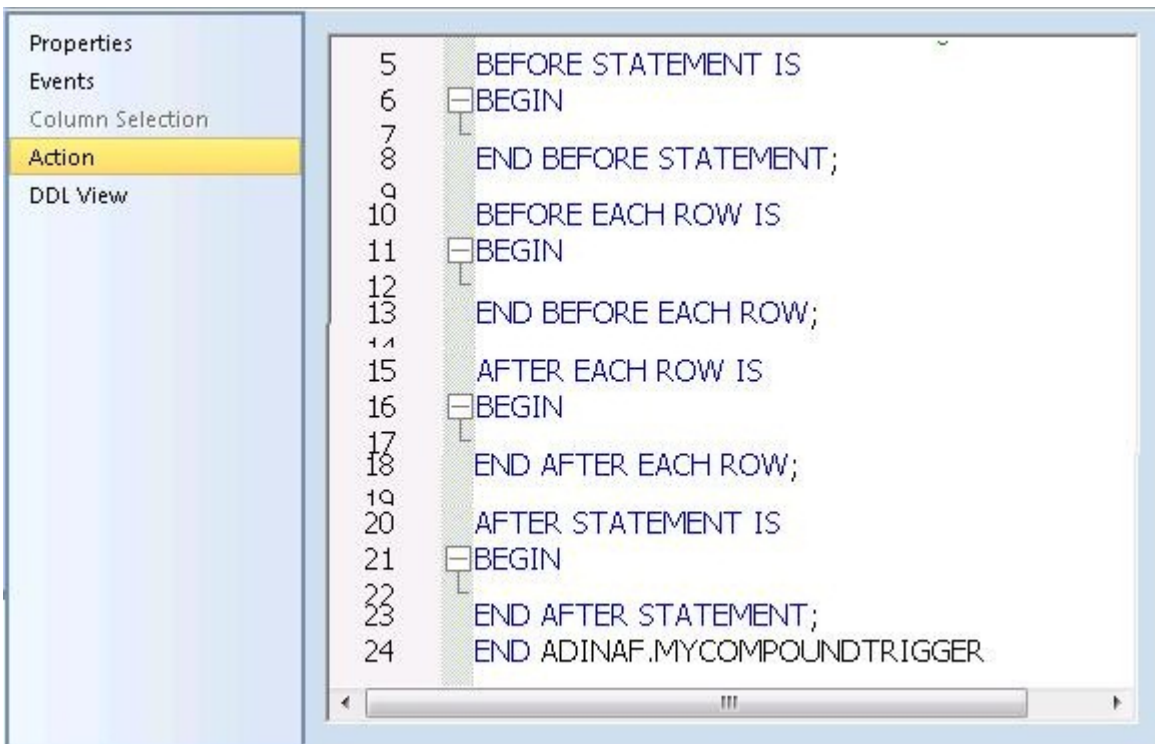 Properties
Events
Column Selection
Action
DDL View
5 BEFORE STATEMENT IS
6 BEGIN
7
8 END BEFORE STATEMENT;
9
10 BEFORE EACH ROW IS
11 BEGIN
12
13 END BEFORE EACH ROW;
14
15 AFTER EACH ROW IS
16 BEGIN
17
18 END AFTER EACH ROW;
19
20 AFTER STATEMENT IS
21 BEGIN
22
23 END AFTER STATEMENT;
24 END ADINAF.MYCOMPOUNDTRIGGER